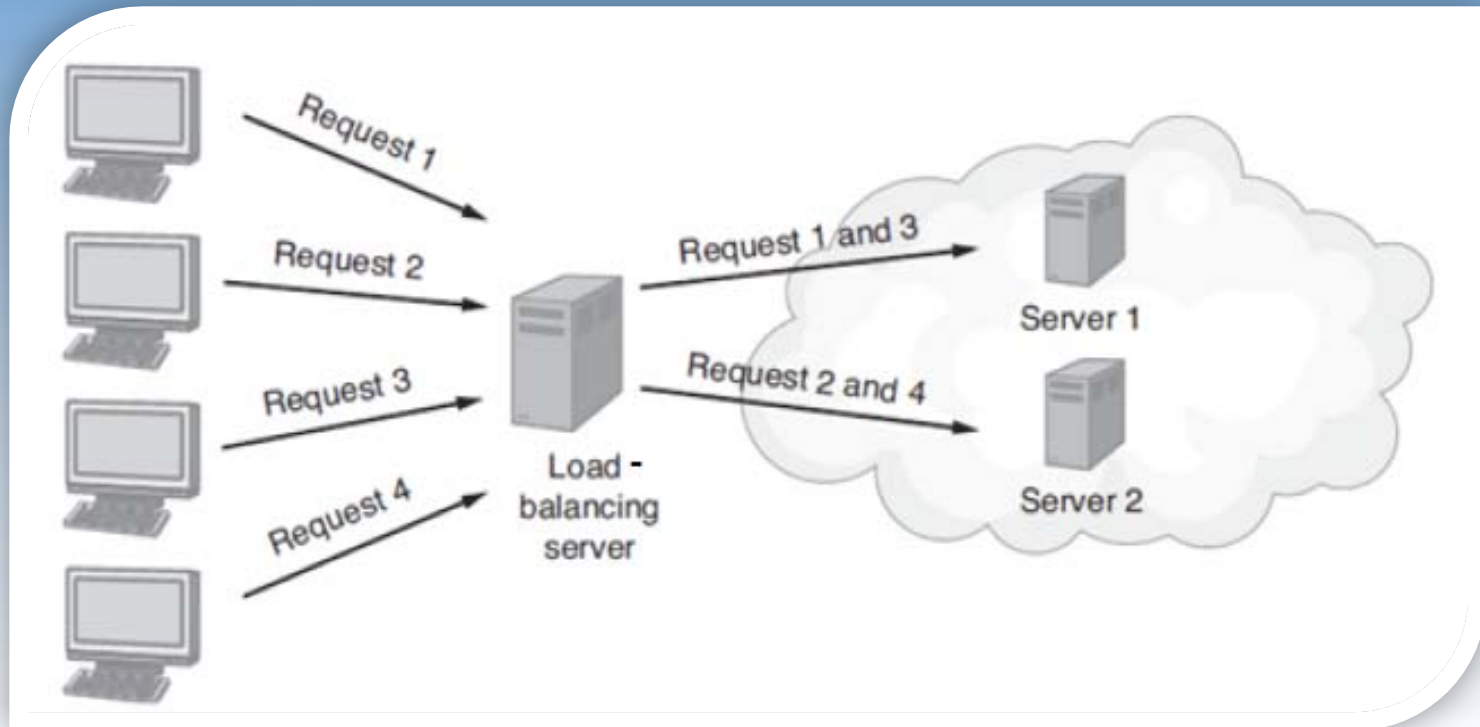 Request 1
Request 2
Request 3
Request 4
Load -
balancing
server
Request 1 and 3
Request 2 and 4
Server 1
Server 2